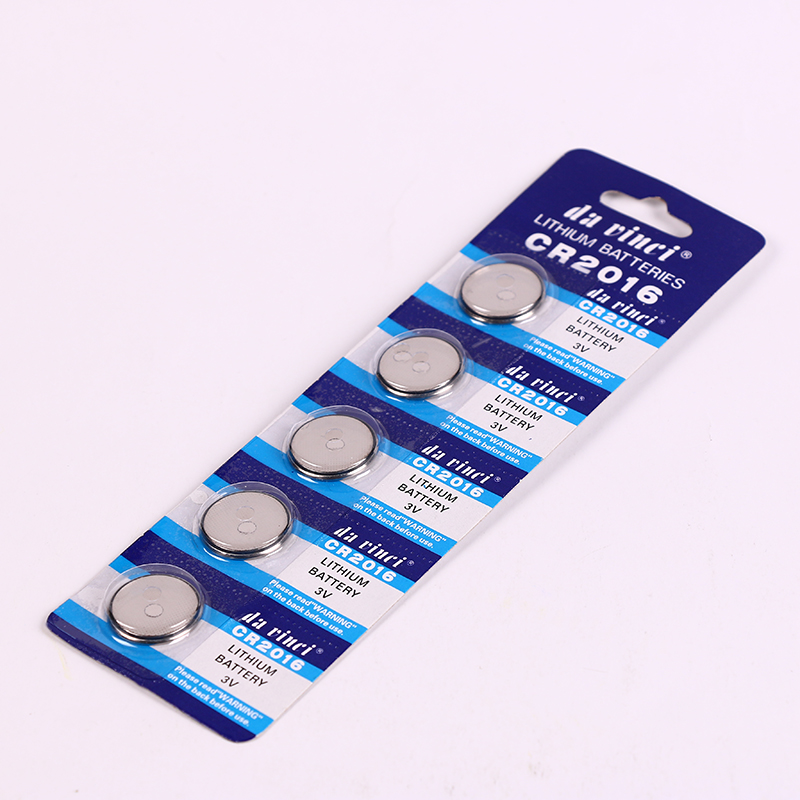 da vinci®
LITHIUM BATTERIES
CR2016
da vinci®
CR2016
LITHIUM
BATTERY
3V
Please read "WARNING"
on the back before use.
da vinci®
CR2016
LITHIUM
BATTERY
3V
Please read "WARNING"
on the back before use.
da vinci®
CR2016
LITHIUM
BATTERY
3V
Please read "WARNING"
on the back before use.
da vinci®
CR2016
LITHIUM
BATTERY
3V
Please read "WARNING"
on the back before use.
da vinci®
CR2016
LITHIUM
BATTERY
3V
Please read "WARNING"
on the back before use.